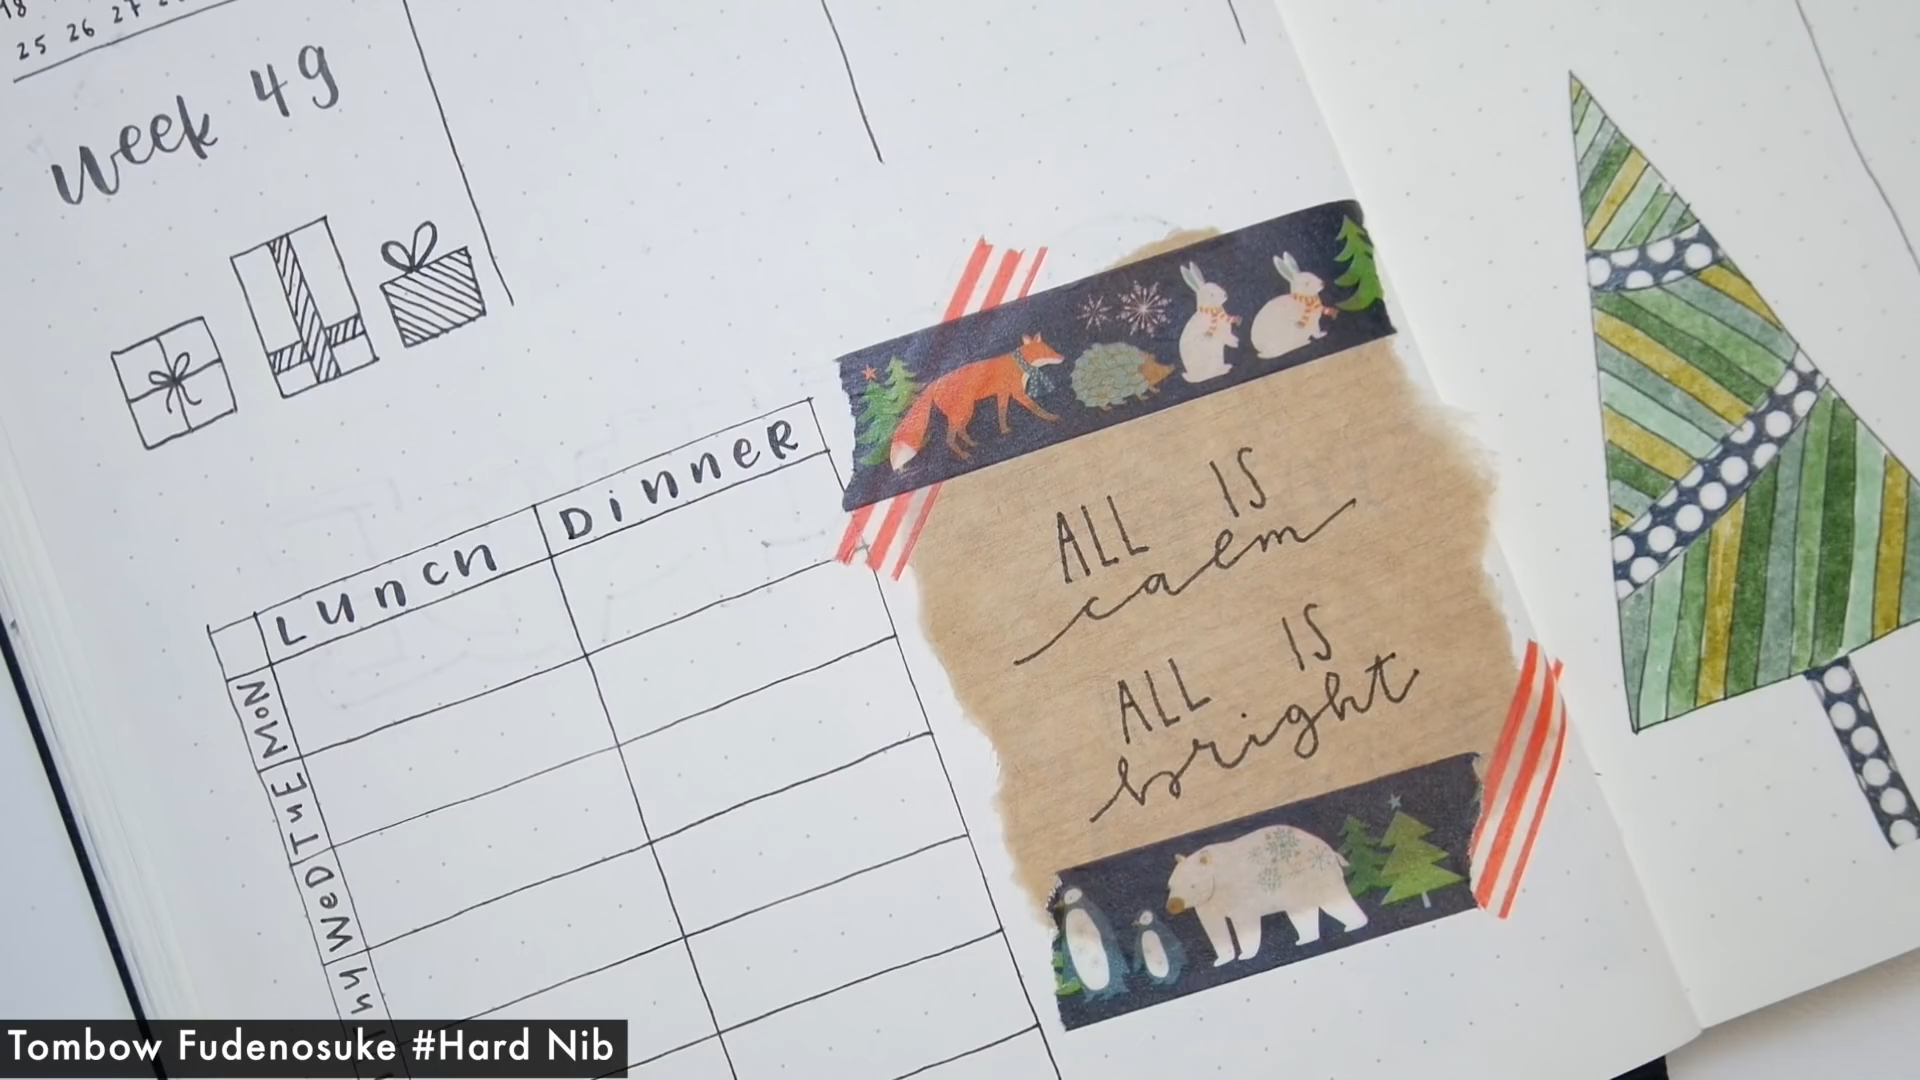 18
25 26 27
Week 49
Lunch Dinner
MoN
TuE
WeD
ALL IS
calm
ALL IS
bright
Tombow Fudenosuke #Hard Nib